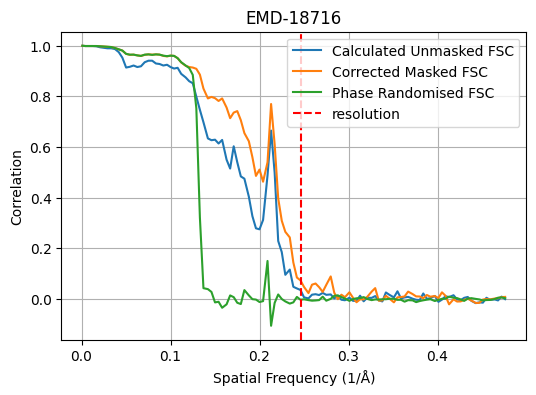 EMD-18716
Calculated Unmasked FSC
Corrected Masked FSC
Phase Randomised FSC
resolution
Correlation
1.0
0.8
0.6
0.4
0.2
0.0
0.0 0.1 0.2 0.3 0.4
Spatial Frequency (1/Å)